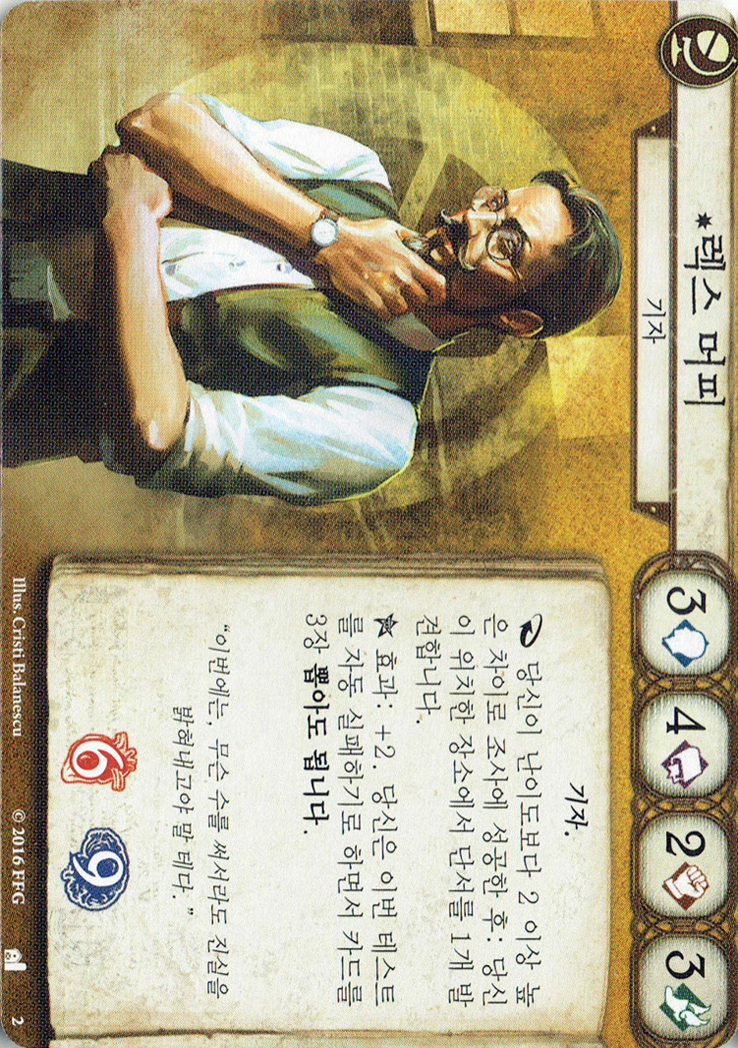 렉스 머피
기자
3 4 2 3
기자.
당신이 난이도보다 2 이상 높
은 차이로 조사에 성공한 후: 당신
이 위치한 장소에서 단서를 1개 발
견합니다.
효과: +2. 당신은 이번 테스트
를 자동 실패하기로 하면서 카드를
3장 뽑아도 됩니다.
"이번에는, 무슨 수를 써서라도 진실을
밝혀내고야 말 테다."
6 9
Illus. Cristi Balanescu © 2016 FFG 2